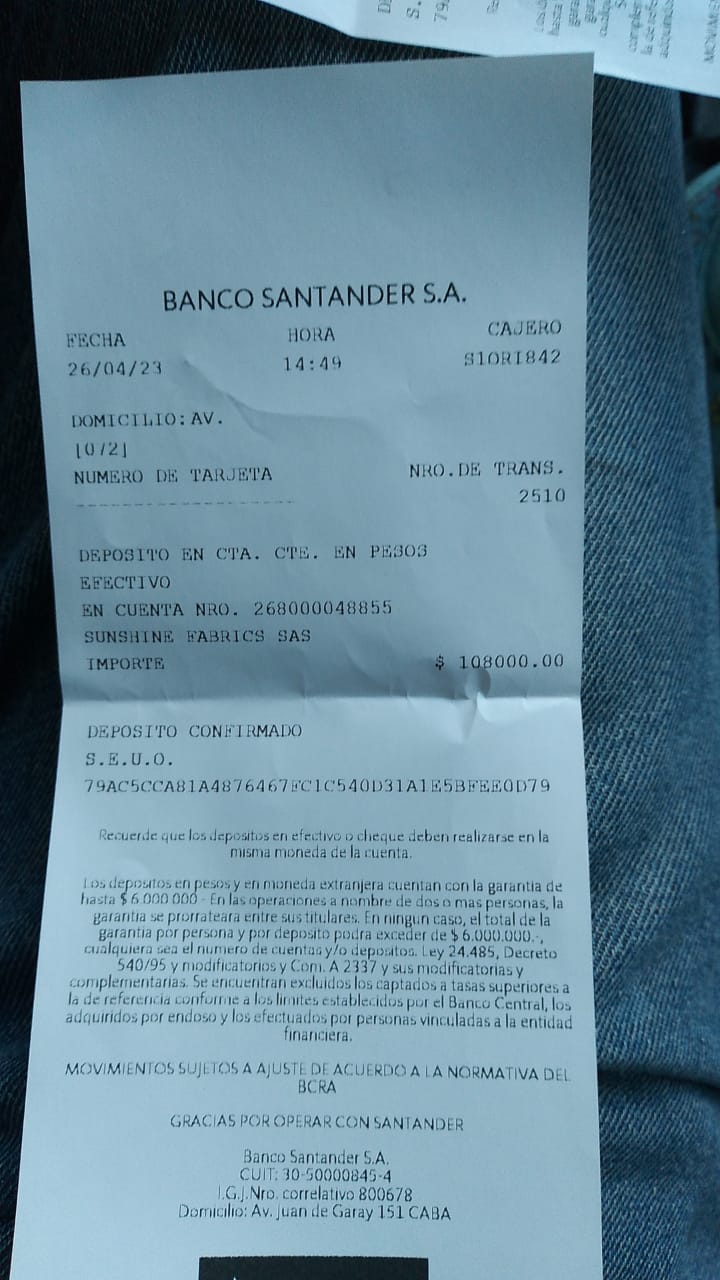 BANCO SANTANDER S.A.
FECHA HORA CAJERO
26/04/23 14:49 S1ORI842
DOMICILIO: AV.
[0/2]
NUMERO DE TARJETA NRO.DE TRANS.
2510
DEPOSITO EN CTA. CTE. EN PESOS
EFECTIVO
EN CUENTA NRO. 268000048855
SUNSHINE FABRICS SAS
IMPORTE $ 108000.00
DEPOSITO CONFIRMADO
S.E.U.O.
79AC5CCA81A4876467FC1C540D31A1E5BFEE0D79
Recuerde que los depositos en efectivo o cheque deben realizarse en la
misma moneda de la cuenta.
Los depositos en pesos y en moneda extranjera cuentan con la garantia de
hasta $ 6.000.000 - En las operaciones a nombre de dos o mas personas, la
garantia se prorrateara entre sus titulares. En ningun caso, el total de la
garantia por persona y por deposito podra exceder de $ 6.000.000.-,
cualquiera sea el numero de cuentas y/o depositos. Ley 24.485, Decreto
540/95 y modificatorios y Com. A 2337 y sus modificatorias y
complementarias. Se encuentran excluidos los captados a tasas superiores a
la de referencia conforme a los limites establecidos por el Banco Central, los
adquiridos por endoso y los efectuados por personas vinculadas a la entidad
financiera.
MOVIMIENTOS SUJETOS A AJUSTE DE ACUERDO A LA NORMATIVA DEL
BCRA
GRACIAS POR OPERAR CON SANTANDER
Banco Santander S.A.
CUIT: 30-50000845-4
I.G.J.Nro. correlativo 800678
Domicilio: Av. Juan de Garay 151 CABA